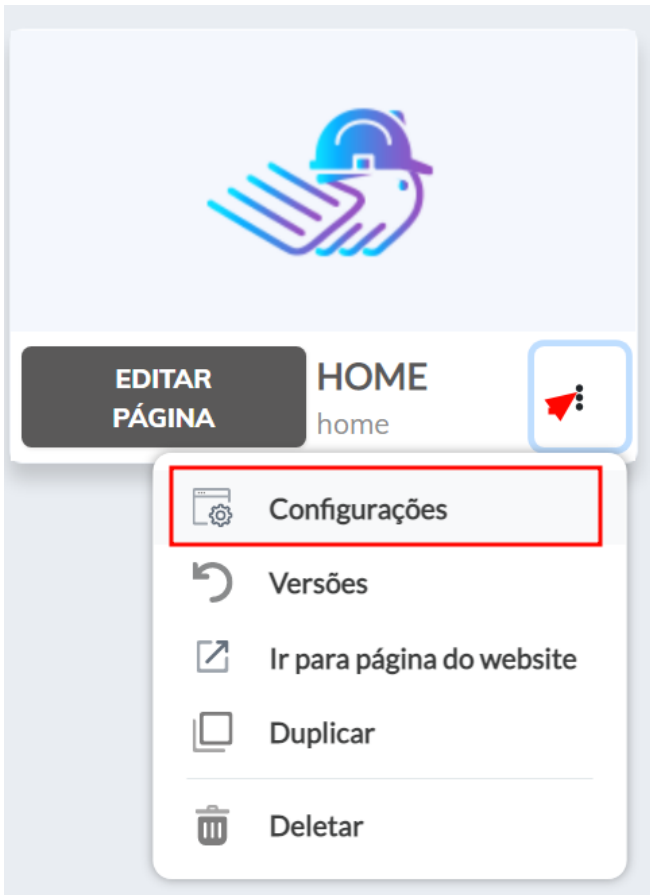 EDITAR
PÁGINA
HOME
home
Configurações
Versões
Ir para página do website
Duplicar
Deletar